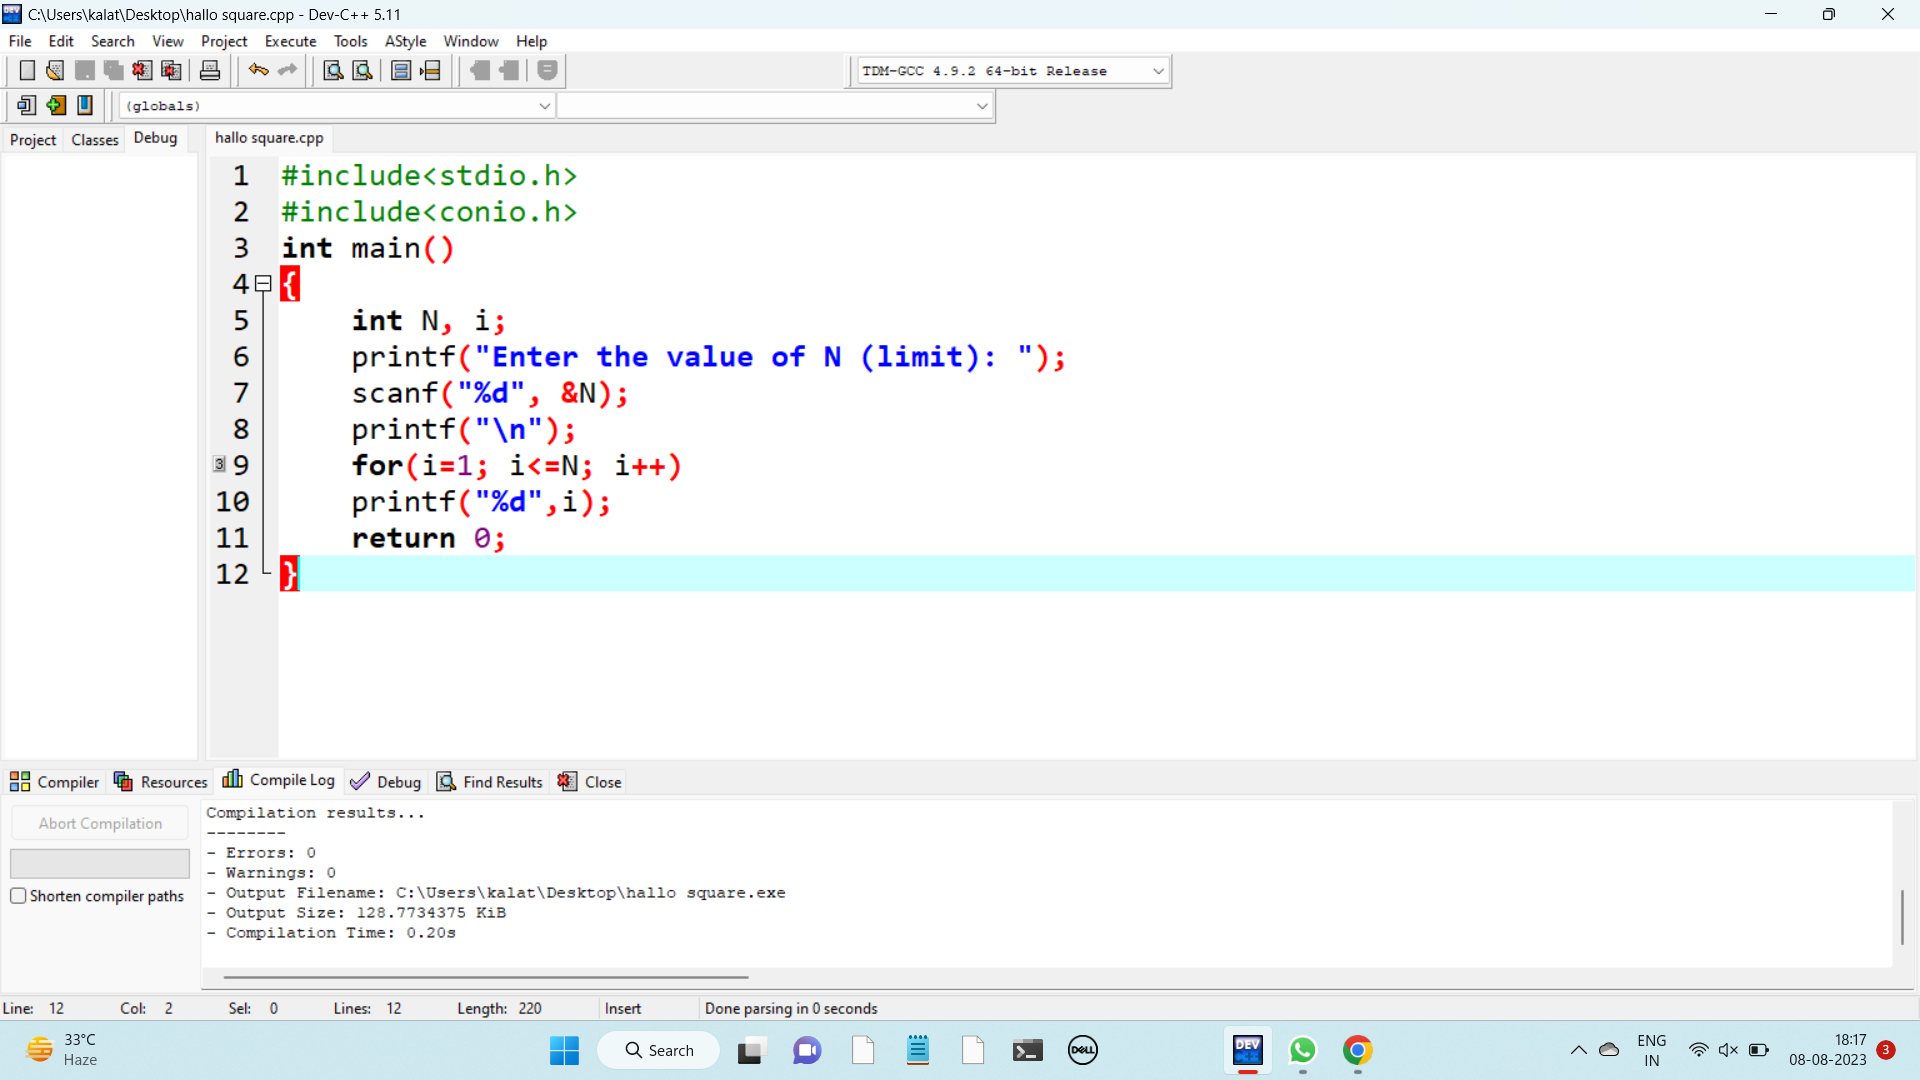 C:\Users\kalat\Desktop\hallo square.cpp - Dev-C++ 5.11
File Edit Search View Project Execute Tools AStyle Window Help
TDM-GCC 4.9.2 64-bit Release
(globals)
Project Classes Debug hallo square.cpp
1 #include<stdio.h>
2 #include<conio.h>
3 int main()
4 {
5 int N, i;
6 printf("Enter the value of N (limit): ");
7 scanf("%d", &N);
8 printf("\n");
3 9 for(i=1; i<=N; i++)
10 printf("%d",i);
11 return 0;
12 }
Compiler Resources Compile Log Debug Find Results Close
Abort Compilation
Shorten compiler paths
Compilation results...
--------
- Errors: 0
- Warnings: 0
- Output Filename: C:\Users\kalat\Desktop\hallo square.exe
- Output Size: 128.7734375 KiB
- Compilation Time: 0.20s
Line: 12 Col: 2 Sel: 0 Lines: 12 Length: 220 Insert Done parsing in 0 seconds
33°C
Haze
Search
DELL
DEV
ENG
IN
18:17
08-08-2023
3